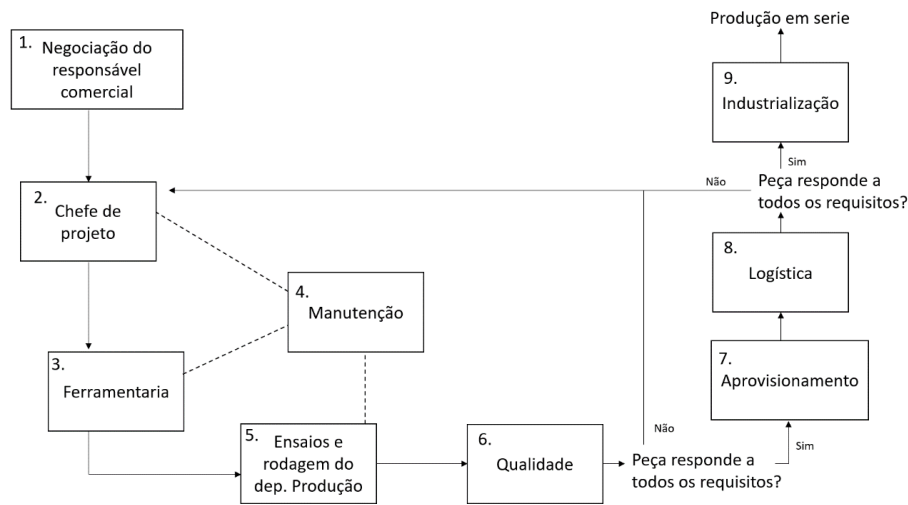 1. Negociação do
responsável
comercial
2. Chefe de
projeto
3.
Ferramentaria
4.
Manutenção
5. Ensaios e
rodagem do
dep. Produção
6.
Qualidade
Não
Peça responde a
todos os requisitos?
Sim
7.
Aprovisionamento
8.
Logística
Não
Peça responde a
todos os requisitos?
Sim
9.
Industrialização
Produção em serie